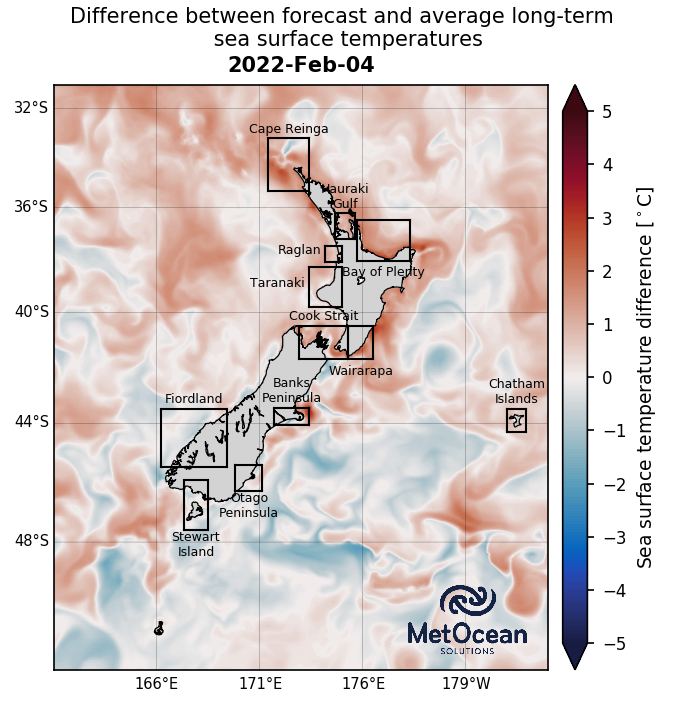 Difference between forecast and average long-term
sea surface temperatures
2022-Feb-04
32°S
36°S
40°S
44°S
48°S
166°E
171°E
176°E
179°W
Cape Reinga
Hauraki
Gulf
Raglan
Bay of Plenty
Taranaki
Cook Strait
Wairarapa
Banks
Peninsula
Fiordland
Chatham
Islands
Otago
Peninsula
Stewart
Island
MetOcean
SOLUTIONS
5
4
3
2
1
0
−1
−2
−3
−4
−5
Sea surface temperature difference [°C]